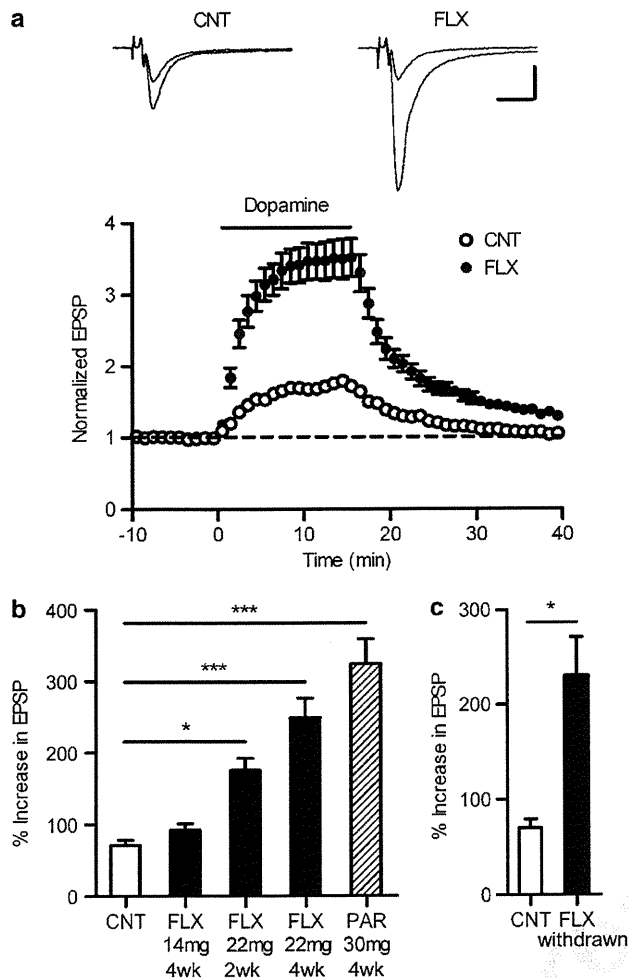 a
CNT
FLX
Dopamine
CNT
FLX
Normalized EPSP
4
3
2
1
0
-10
0
10
20
30
40
Time (min)
b
% Increase in EPSP
400
300
200
100
0
***
***
*
CNT
FLX
14mg
4wk
FLX
22mg
2wk
FLX
22mg
4wk
PAR
30mg
4wk
c
% Increase in EPSP
300
200
100
0
*
CNT
FLX
withdrawn